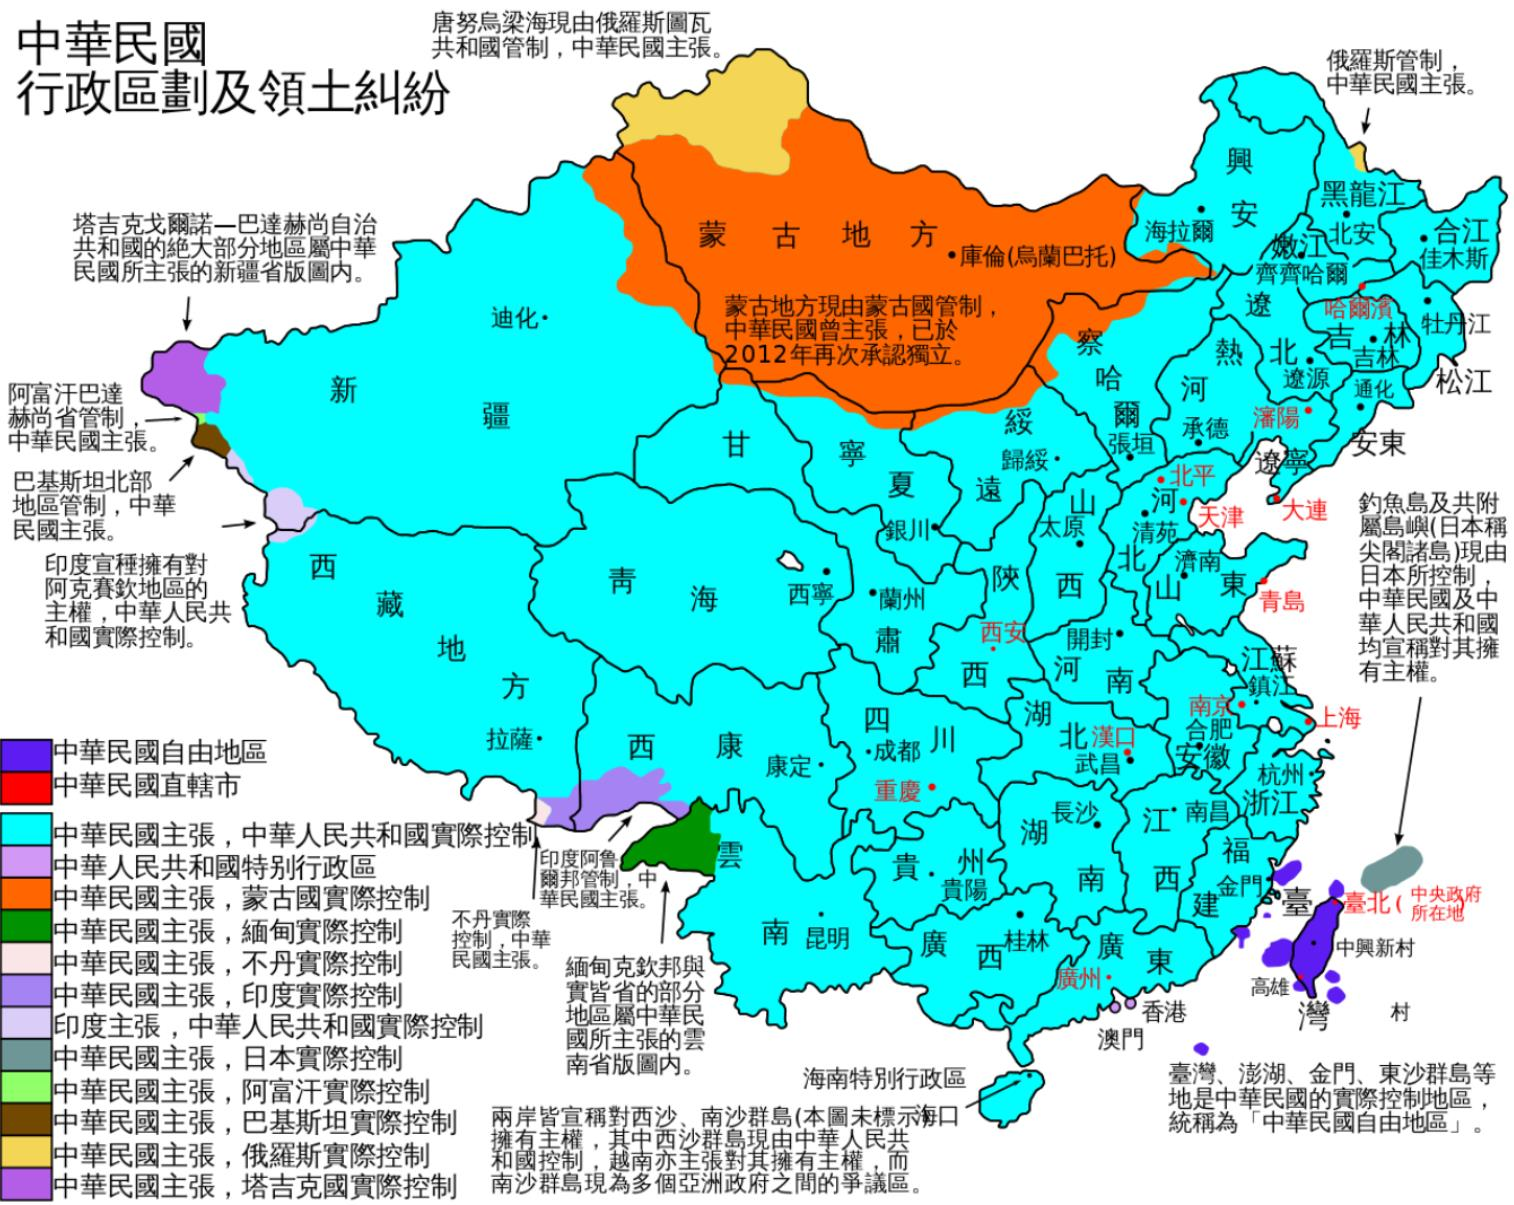 中華民國
行政區劃及領土糾紛
唐努烏梁海現由俄羅斯圖瓦
共和國管制，中華民國主張。
俄羅斯管制，
中華民國主張。
塔吉克戈爾諾—巴達赫尚自治
共和國的絕大部分地區屬中華
民國所主張的新疆省版圖內。
阿富汗巴達
赫尚省管制，
中華民國主張。
巴基斯坦北部
地區管制，中華
民國主張。
印度宣稱擁有對
阿克賽欽地區的
主權，中華人民共
和國實際控制。
蒙古地方
庫倫(烏蘭巴托)
蒙古地方現由蒙古國管制，
中華民國曾主張，已於
2012年再次承認獨立。
興安
海拉爾
黑龍江
北安
嫩江
齊齊哈爾
合江
佳木斯
哈爾濱
牡丹江
松江
吉林
吉林
遼北
遼源
通化
安東
瀋陽
遼寧
大連
熱河
承德
察哈爾
張垣
綏遠
歸綏
寧夏
銀川
新疆
迪化
甘肅
蘭州
青海
西寧
西藏地方
拉薩
西康
康定
四川
成都
重慶
陝西
西安
山西
太原
河北
北平
天津
清苑
山東
濟南
青島
河南
開封
江蘇
鎮江
南京
上海
安徽
合肥
湖北
漢口
武昌
浙江
杭州
江西
南昌
湖南
長沙
貴州
貴陽
雲南
昆明
廣西
桂林
廣東
廣州
福建
金門
臺灣
臺北(中央政府
所在地)
中興新村
高雄
村
香港
澳門
海南特別行政區
海口
釣魚島及共附
屬島嶼(日本稱
尖閣諸島)現由
日本所控制，
中華民國及中
華人民共和國
均宣稱對其擁
有主權。
印度阿魯
爾邦管制，中
華民國主張。
不丹實際
控制，中華
民國主張。
緬甸克欽邦與
實皆省的部分
地區屬中華民
國所主張的雲
南省版圖內。
兩岸皆宣稱對西沙、南沙群島(本圖未標示)
擁有主權，其中西沙群島現由中華人民共
和國控制，越南亦主張對其擁有主權，而
南沙群島現為多個亞洲政府之間的爭議區。
臺灣、澎湖、金門、東沙群島等
地是中華民國的實際控制地區，
統稱為「中華民國自由地區」。
中華民國自由地區
中華民國直轄市
中華民國主張，中華人民共和國實際控制
中華人民共和國特別行政區
中華民國主張，蒙古國實際控制
中華民國主張，緬甸實際控制
中華民國主張，不丹實際控制
中華民國主張，印度實際控制
印度主張，中華人民共和國實際控制
中華民國主張，日本實際控制
中華民國主張，阿富汗實際控制
中華民國主張，巴基斯坦實際控制
中華民國主張，俄羅斯實際控制
中華民國主張，塔吉克國實際控制